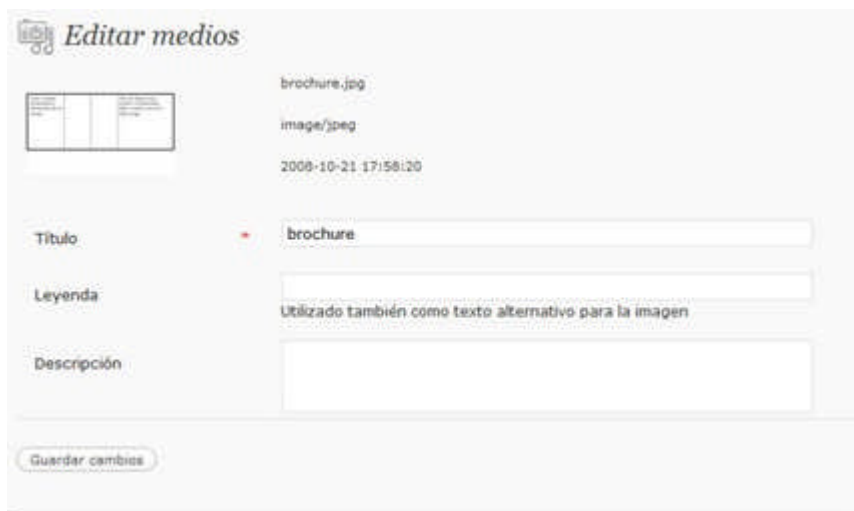 Editar medios
brochure.jpg
image/jpeg
2008-10-21 17:58:20
Título *
brochure
Leyenda
Utilizado también como texto alternativo para la imagen
Descripción
Guardar cambios